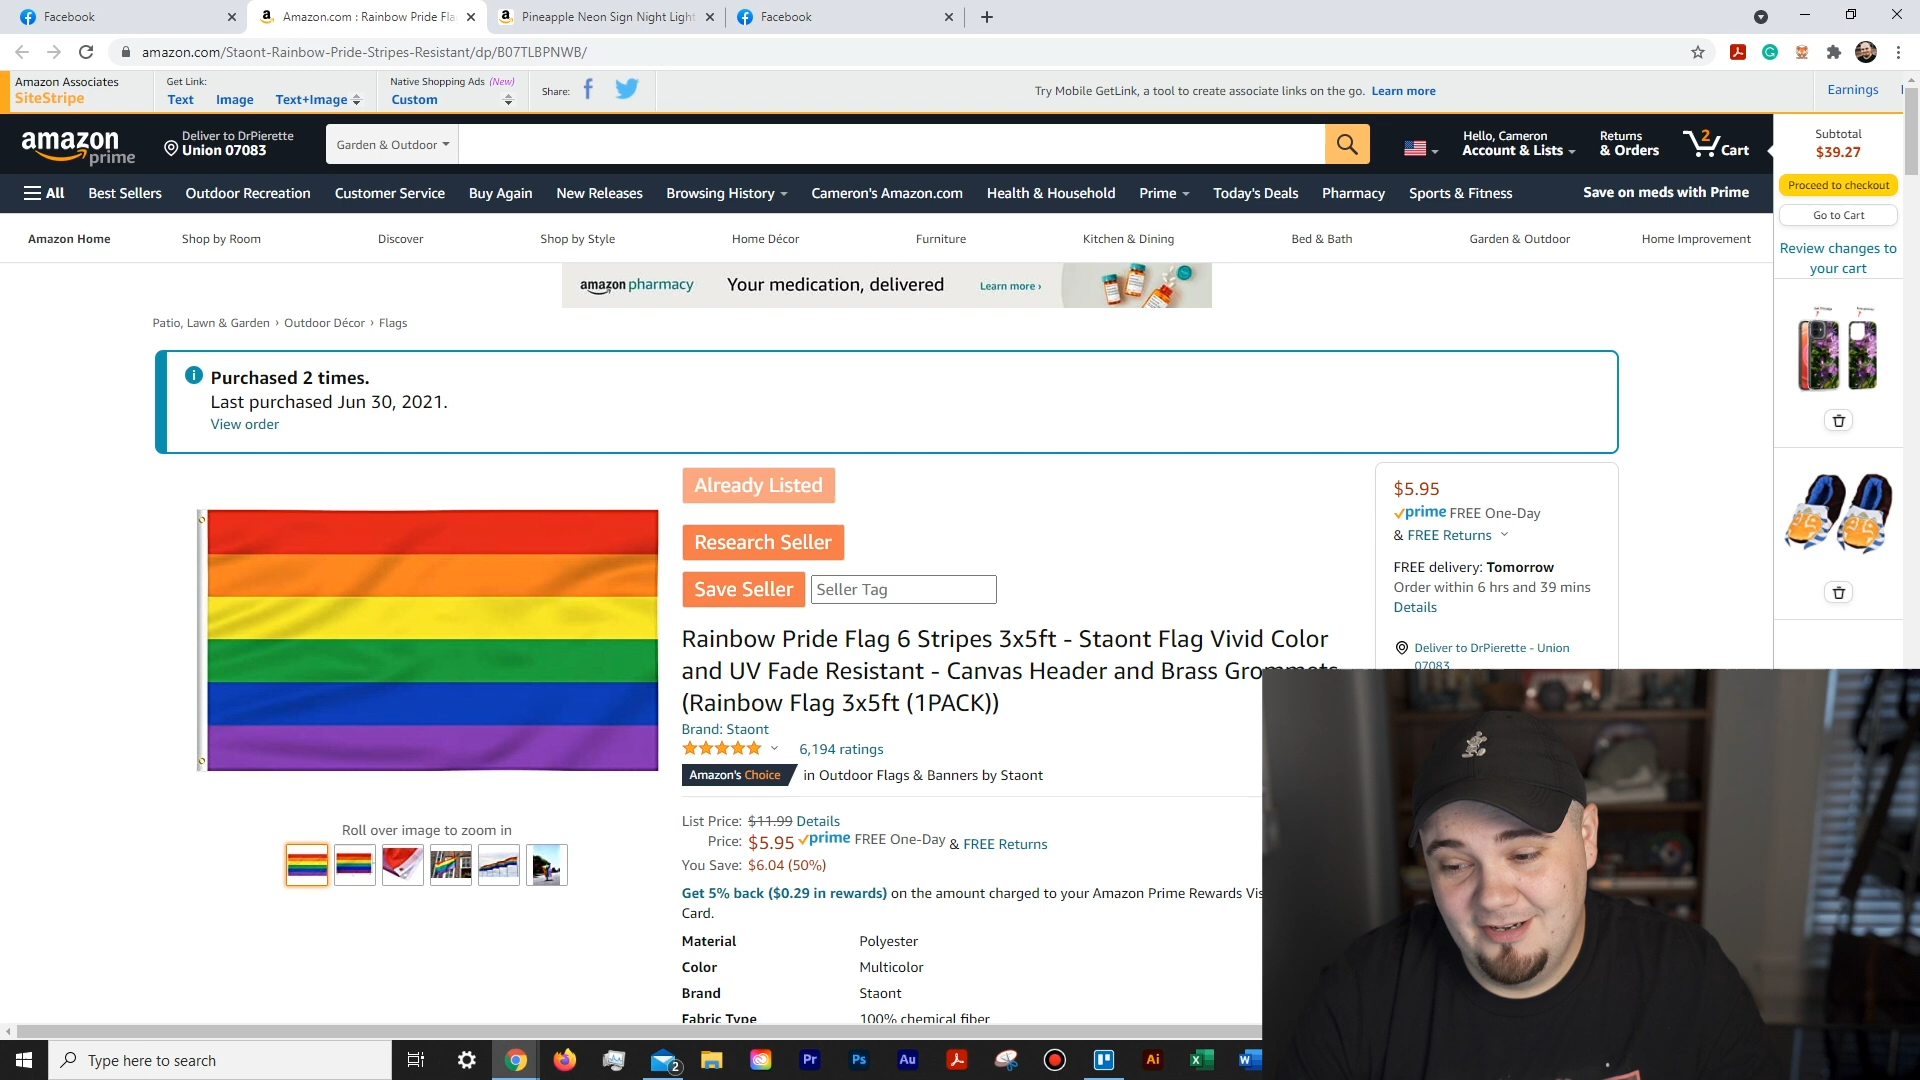 Facebook
Amazon.com : Rainbow Pride Fla
Pineapple Neon Sign Night Light
Facebook
amazon.com/Staont-Rainbow-Pride-Stripes-Resistant/dp/B07TLBPNWB/
Amazon Associates
SiteStripe
Get Link:
Text Image Text+Image
Native Shopping Ads (New)
Custom
Share:
Try Mobile GetLink, a tool to create associate links on the go. Learn more
Earnings
amazon prime
Deliver to DrPierette
Union 07083
Garden & Outdoor
Hello, Cameron
Account & Lists
Returns
& Orders
2
Cart
Subtotal
$39.27
Proceed to checkout
Go to Cart
Review changes to
your cart
All Best Sellers Outdoor Recreation Customer Service Buy Again New Releases Browsing History Cameron's Amazon.com Health & Household Prime Today's Deals Pharmacy Sports & Fitness
Save on meds with Prime
Amazon Home Shop by Room Discover Shop by Style Home Décor Furniture Kitchen & Dining Bed & Bath Garden & Outdoor Home Improvement
amazon pharmacy Your medication, delivered Learn more ›
Patio, Lawn & Garden › Outdoor Décor › Flags
Purchased 2 times.
Last purchased Jun 30, 2021.
View order
Already Listed
Research Seller
Save Seller
Seller Tag
Rainbow Pride Flag 6 Stripes 3x5ft - Staont Flag Vivid Color
and UV Fade Resistant - Canvas Header and Brass Grommets
(Rainbow Flag 3x5ft (1PACK))
Brand: Staont
6,194 ratings
Amazon's Choice in Outdoor Flags & Banners by Staont
List Price: $11.99 Details
Price: $5.95 prime FREE One-Day & FREE Returns
You Save: $6.04 (50%)
Get 5% back ($0.29 in rewards) on the amount charged to your Amazon Prime Rewards Vis
Card.
Material Polyester
Color Multicolor
Brand Staont
Fabric Type 100% chemical fiber
Roll over image to zoom in
$5.95
prime FREE One-Day
& FREE Returns
FREE delivery: Tomorrow
Order within 6 hrs and 39 mins
Details
Deliver to DrPierette - Union
07083
Type here to search
2
Pr
Ps
Au
Ai
X
W